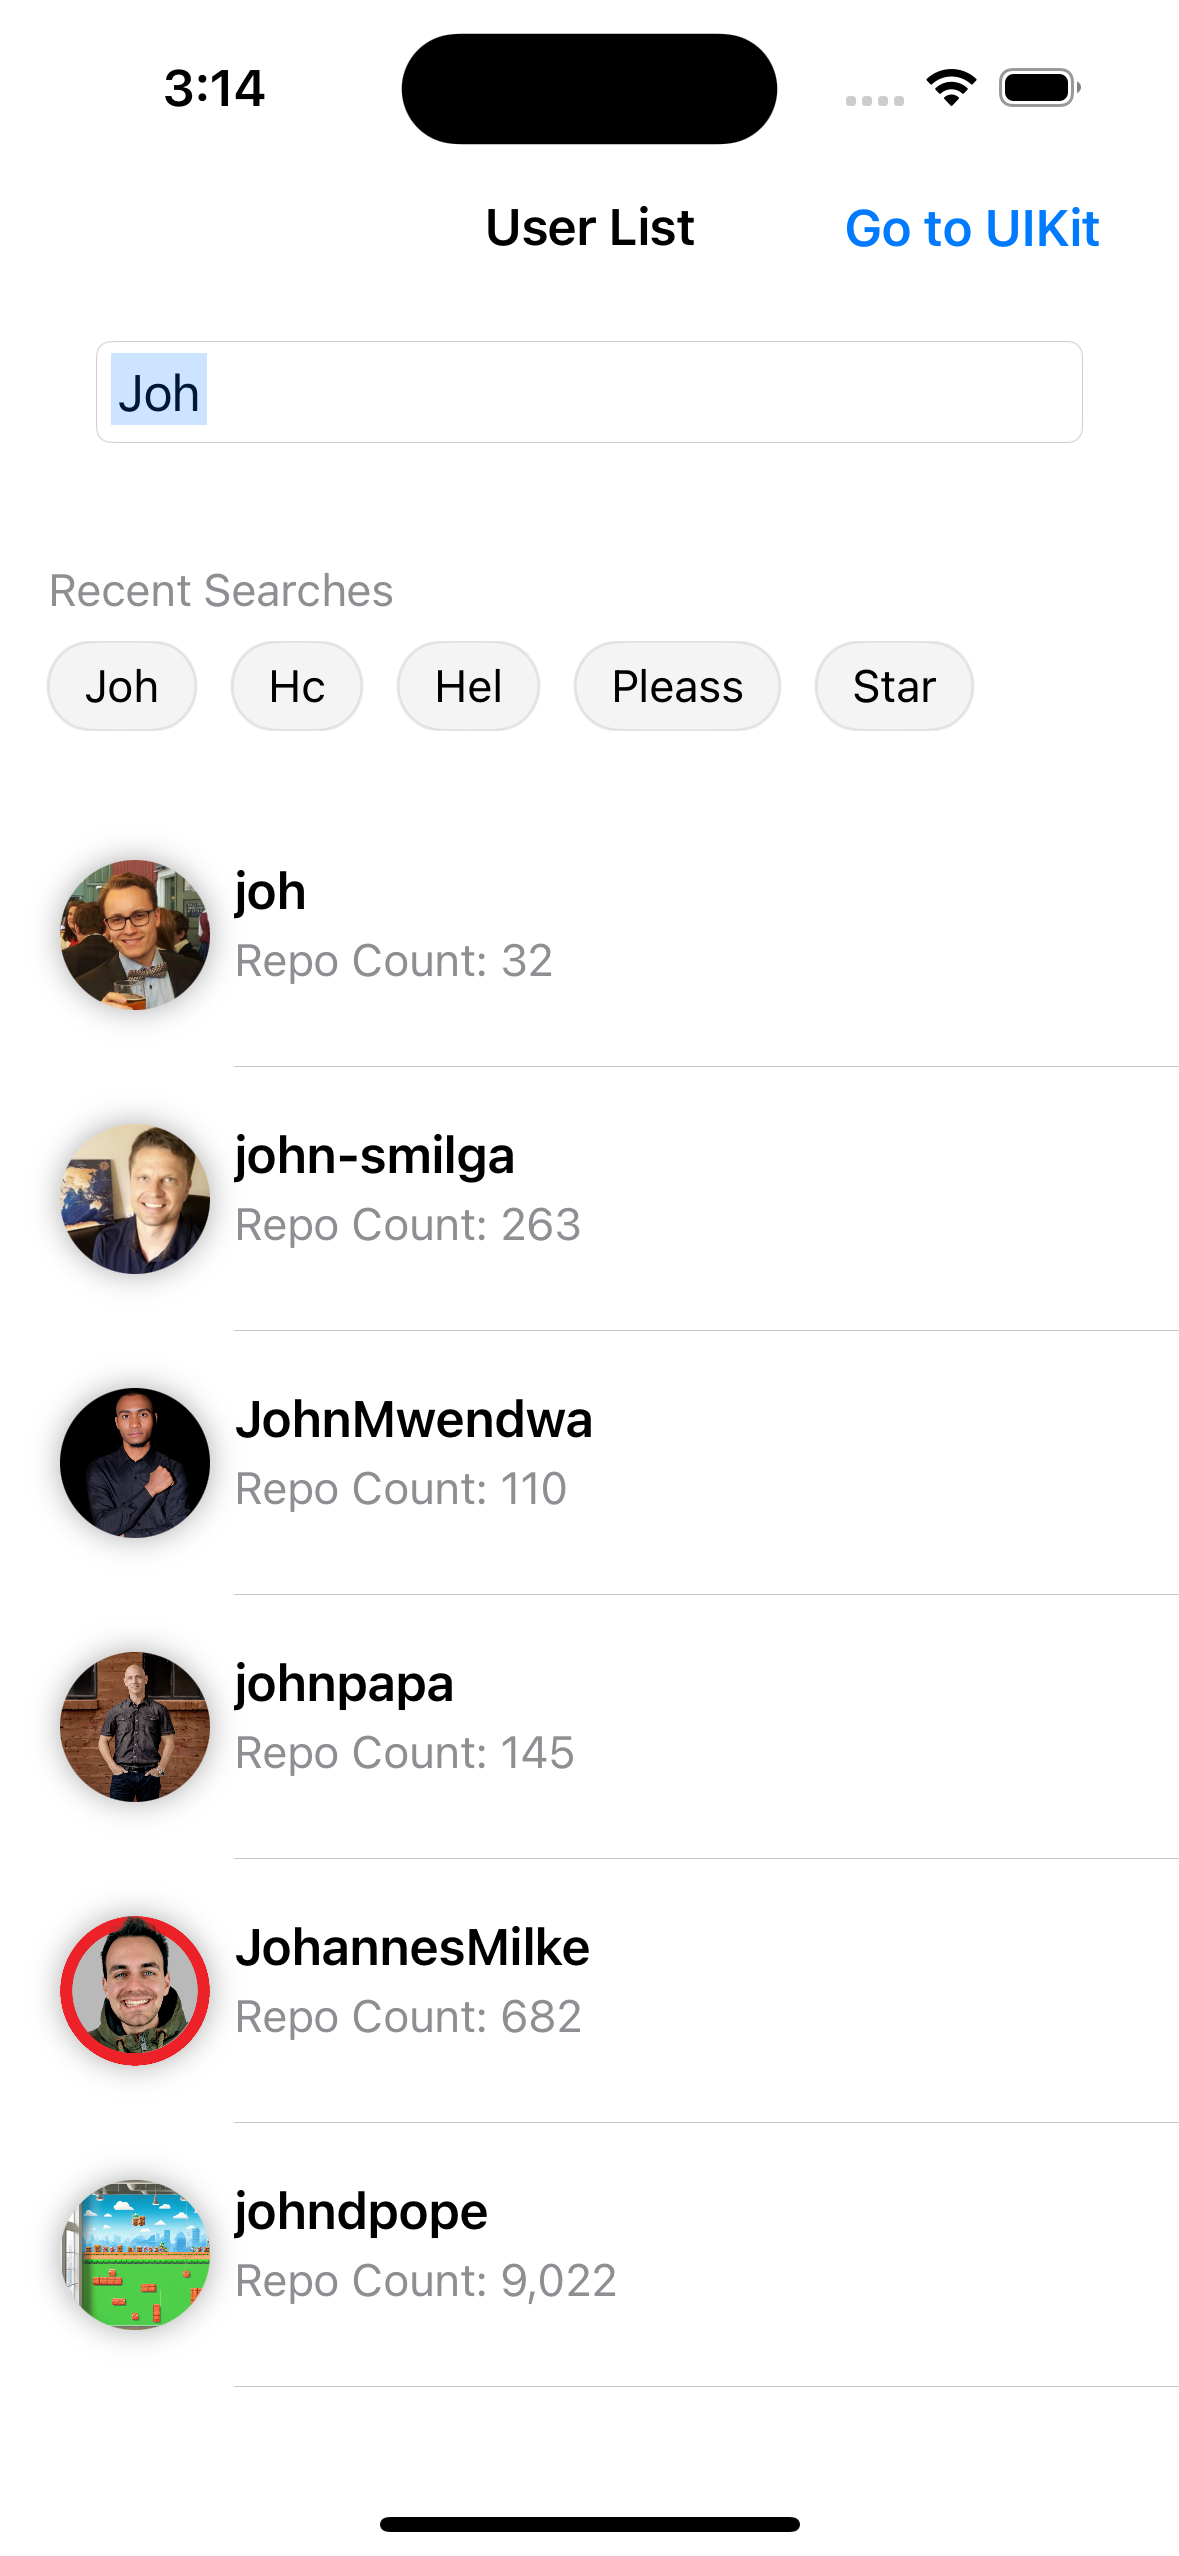 3:14
User List
Go to UIKit
Joh
Recent Searches
Joh
Hc
Hel
Pleass
Star
joh
Repo Count: 32
john-smilga
Repo Count: 263
JohnMwendwa
Repo Count: 110
johnpapa
Repo Count: 145
JohannesMilke
Repo Count: 682
johndpope
Repo Count: 9,022